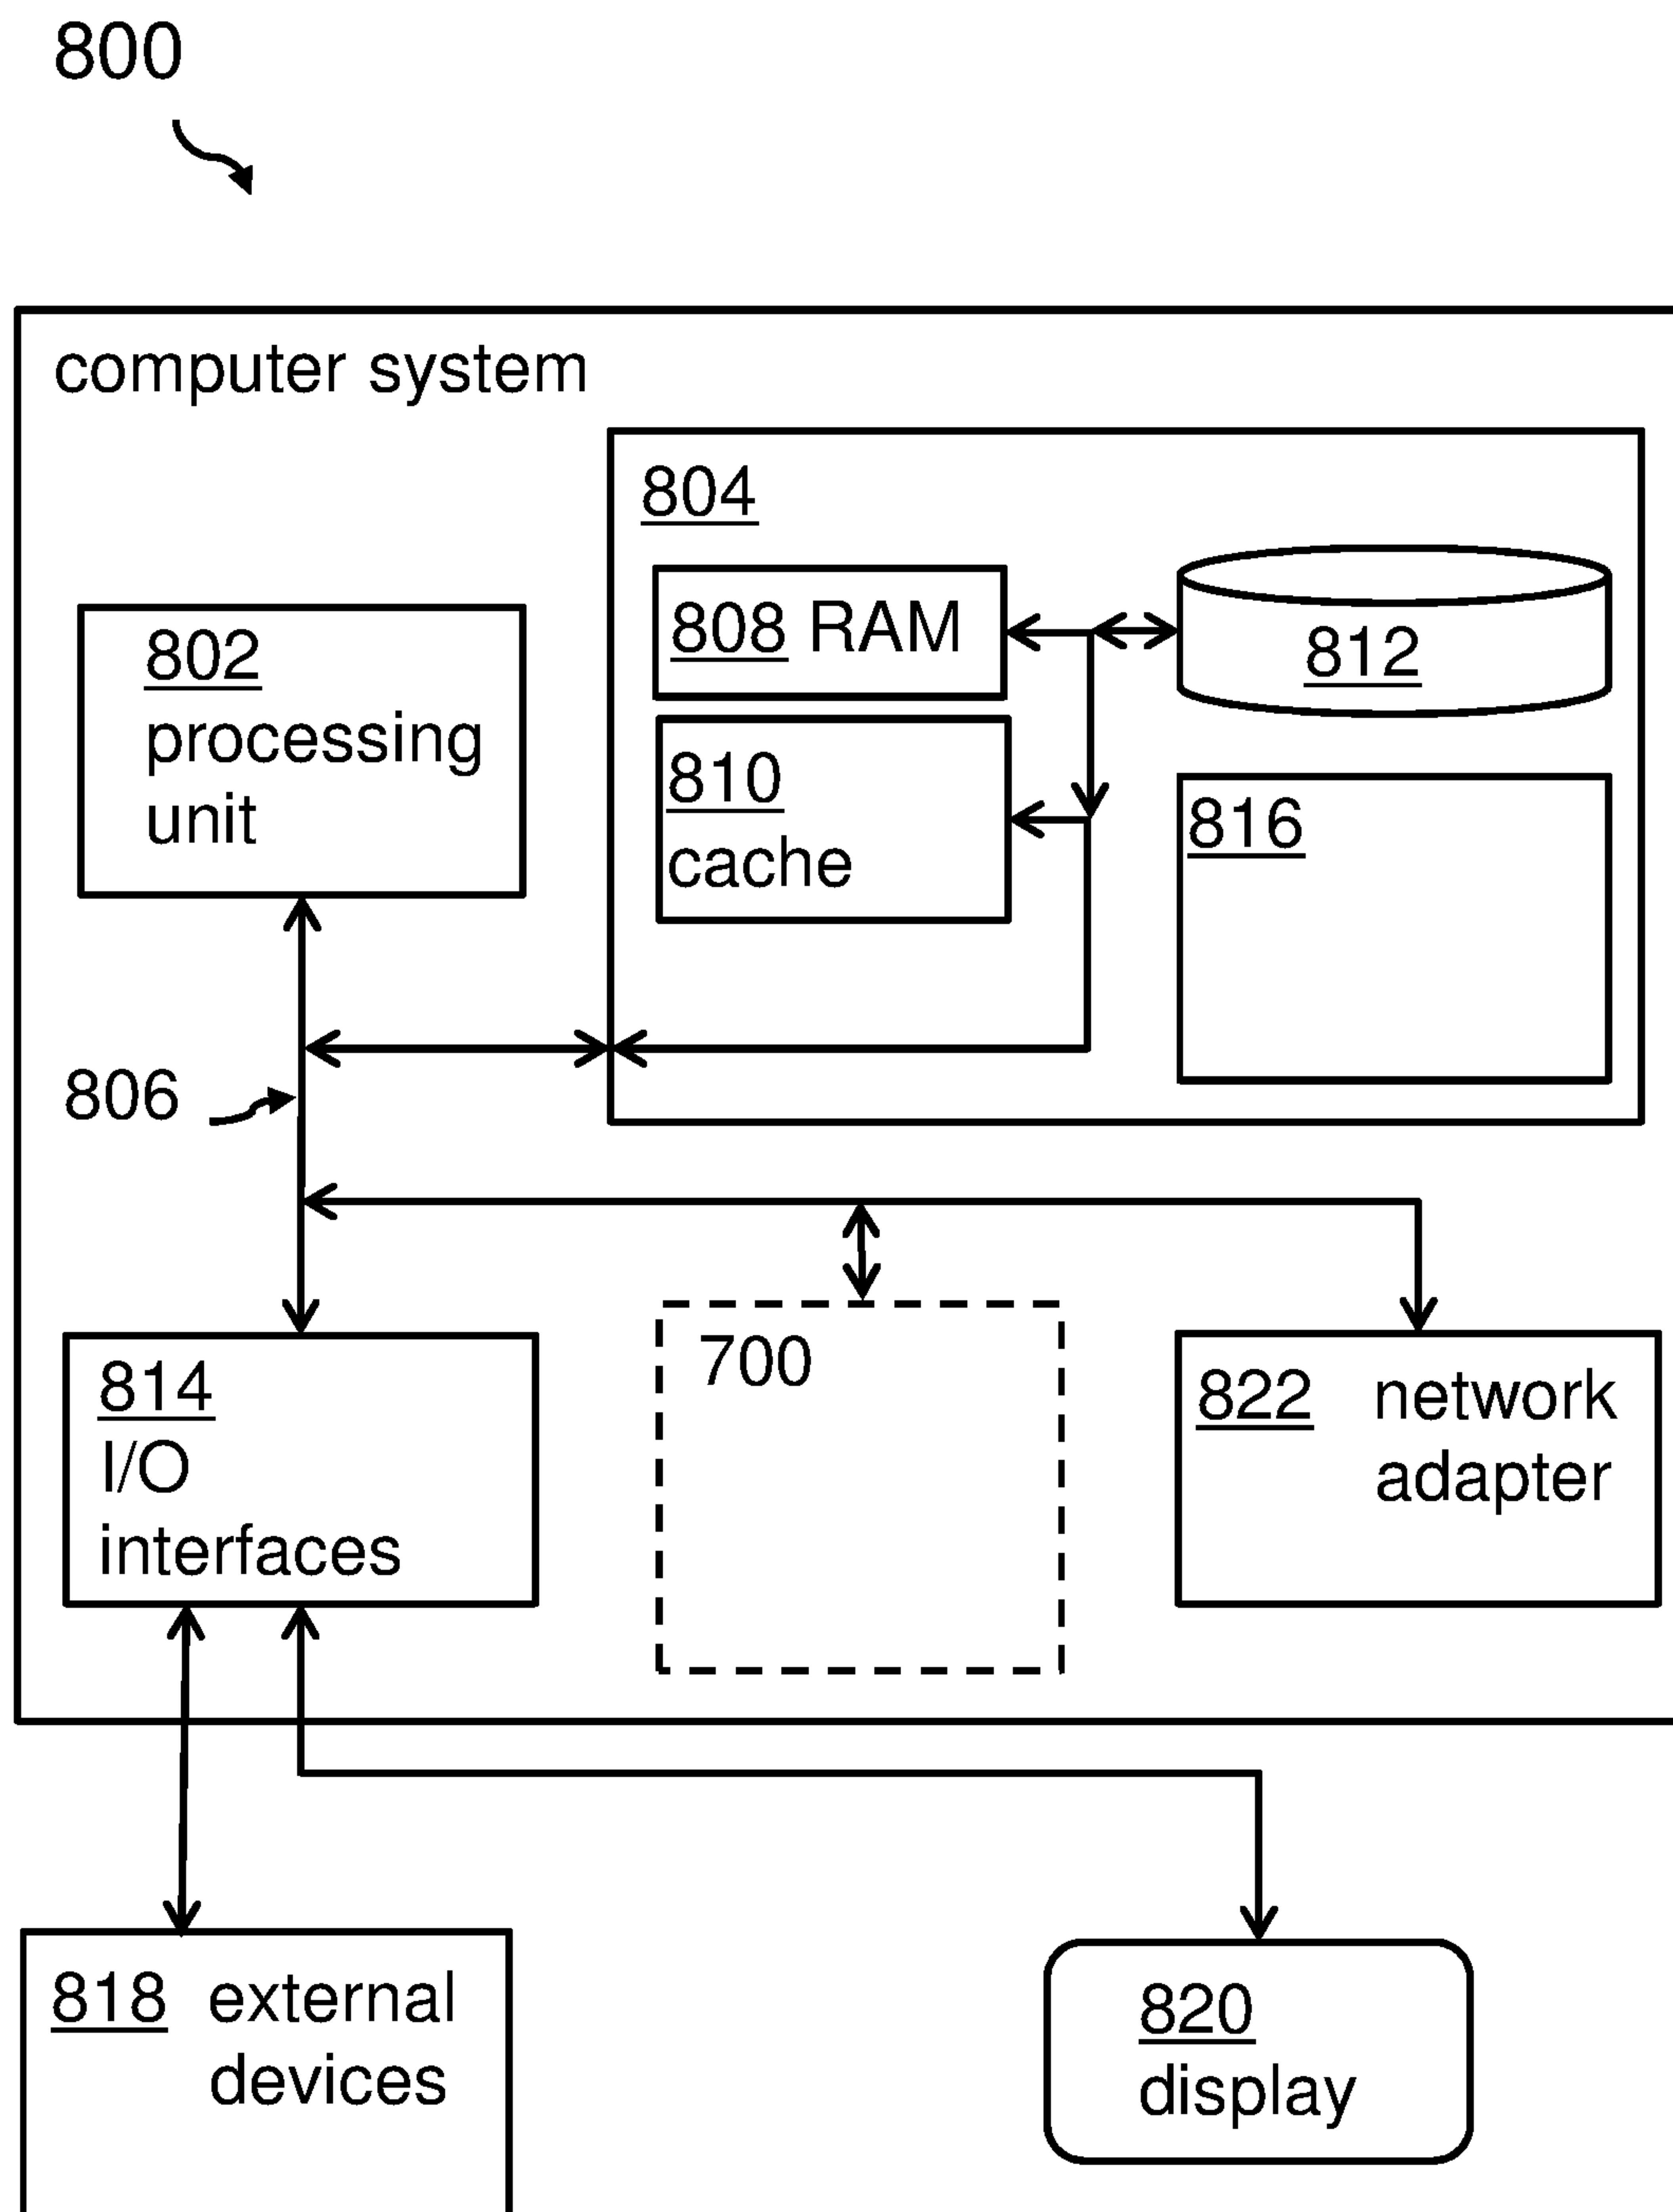 800
computer system
804
808 RAM
812
802
processing
unit
810
cache
816
806
700
814
I/O
interfaces
822 network
adapter
818 external
devices
820
display